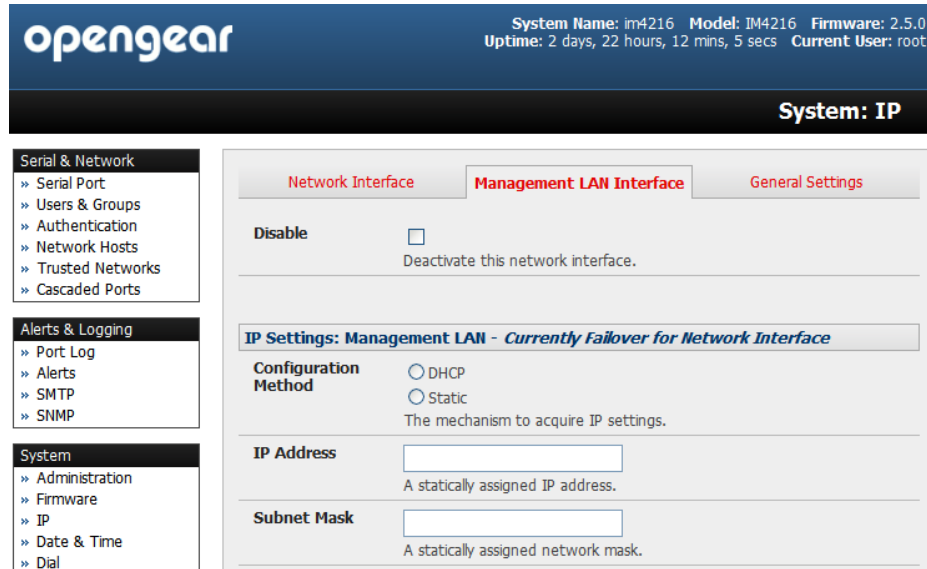 opengear
System Name: im4216 Model: IM4216 Firmware: 2.5.0
Uptime: 2 days, 22 hours, 12 mins, 5 secs Current User: root
System: IP
Serial & Network
» Serial Port
» Users & Groups
» Authentication
» Network Hosts
» Trusted Networks
» Cascaded Ports
Alerts & Logging
» Port Log
» Alerts
» SMTP
» SNMP
System
» Administration
» Firmware
» IP
» Date & Time
» Dial
Network Interface
Management LAN Interface
General Settings
Disable
Deactivate this network interface.
IP Settings: Management LAN - Currently Failover for Network Interface
Configuration
Method
DHCP
Static
The mechanism to acquire IP settings.
IP Address
A statically assigned IP address.
Subnet Mask
A statically assigned network mask.